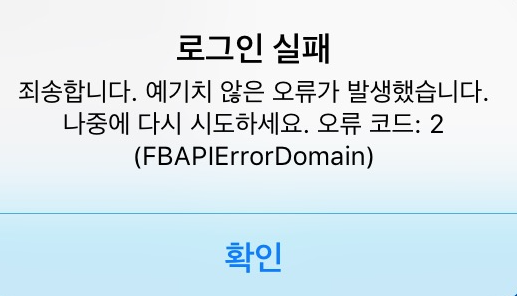 로그인 실패
죄송합니다. 예기치 않은 오류가 발생했습니다.
나중에 다시 시도하세요. 오류 코드: 2
(FBAPIErrorDomain)
확인